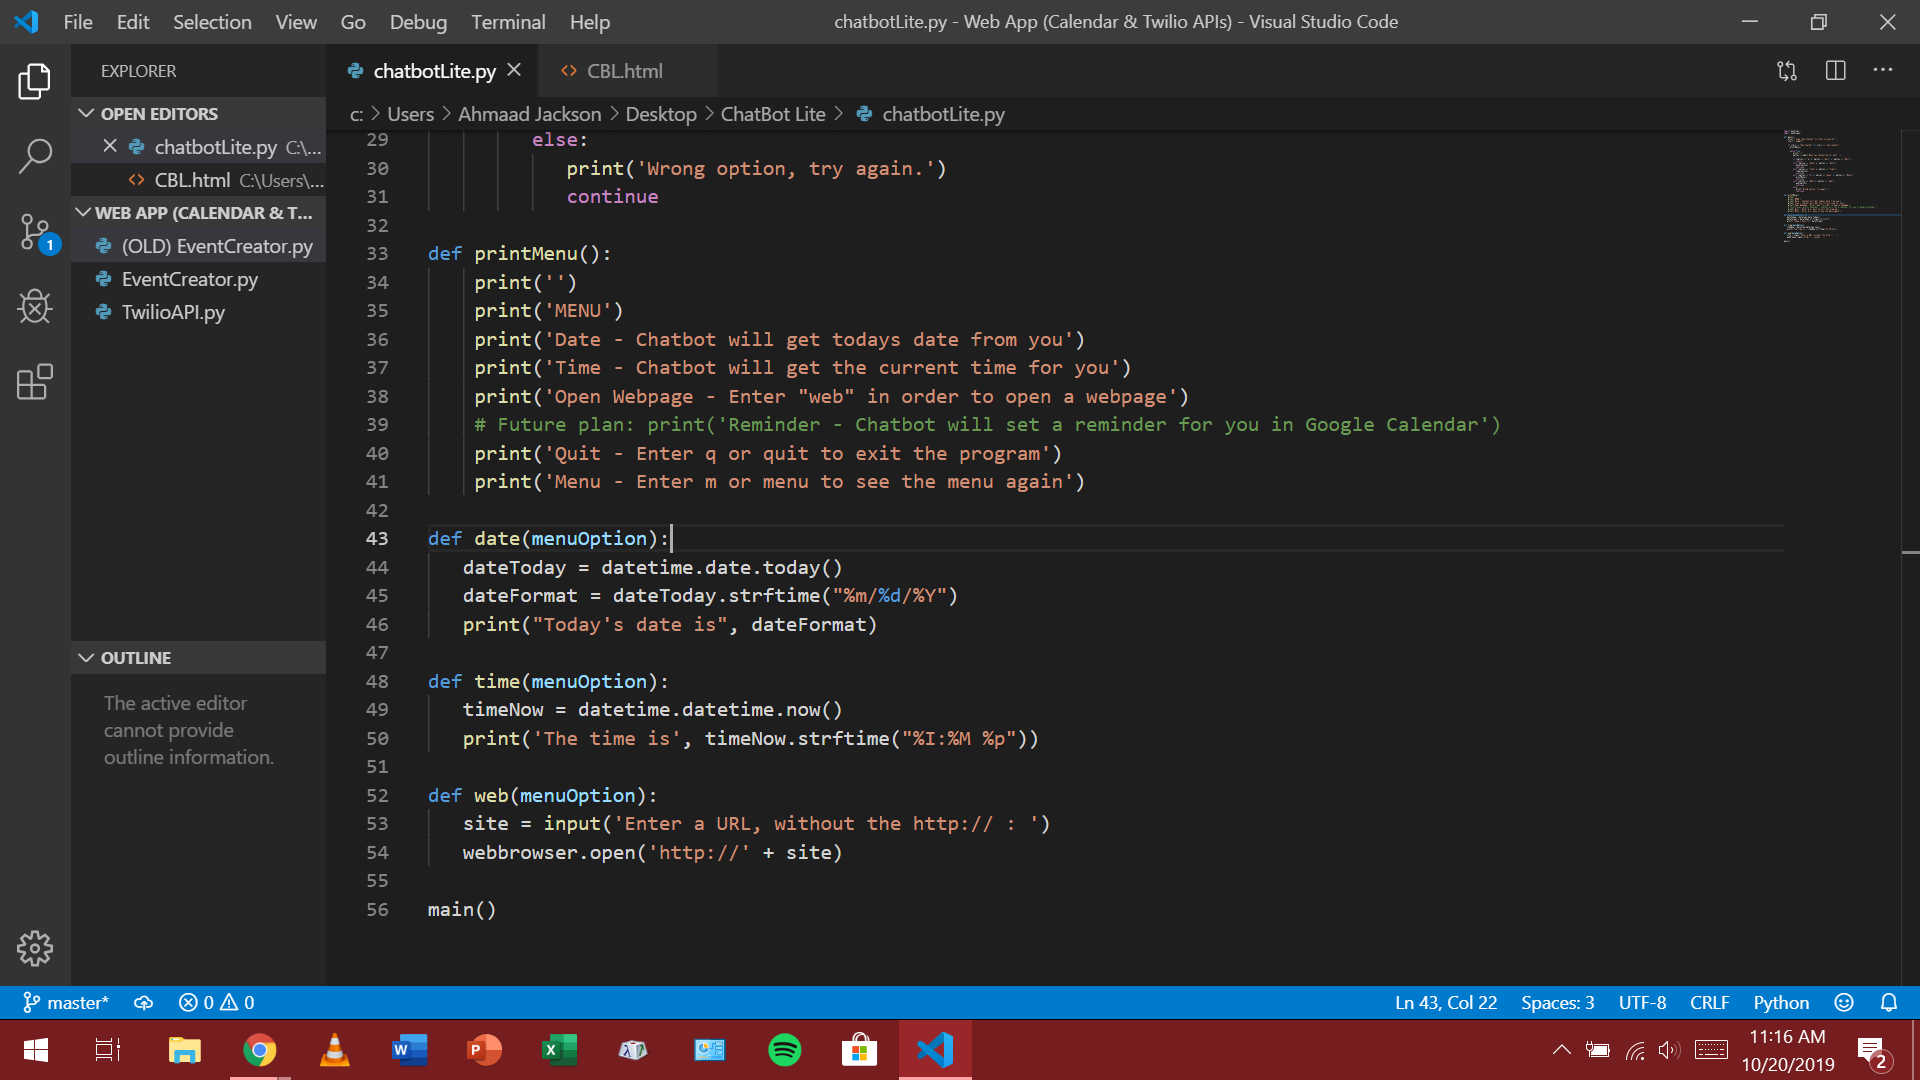 File Edit Selection View Go Debug Terminal Help
chatbotLite.py - Web App (Calendar & Twilio APIs) - Visual Studio Code
EXPLORER
OPEN EDITORS
chatbotLite.py C:\...
CBL.html C:\Users\...
WEB APP (CALENDAR & T...
1
(OLD) EventCreator.py
EventCreator.py
TwilioAPI.py
OUTLINE
The active editor
cannot provide
outline information.
chatbotLite.py CBL.html
c: > Users > Ahmaad Jackson > Desktop > ChatBot Lite > chatbotLite.py
29 else:
30 print('Wrong option, try again.')
31 continue
32
33 def printMenu():
34 print('')
35 print('MENU')
36 print('Date - Chatbot will get todays date from you')
37 print('Time - Chatbot will get the current time for you')
38 print('Open Webpage - Enter "web" in order to open a webpage')
39 # Future plan: print('Reminder - Chatbot will set a reminder for you in Google Calendar')
40 print('Quit - Enter q or quit to exit the program')
41 print('Menu - Enter m or menu to see the menu again')
42
43 def date(menuOption):
44 dateToday = datetime.date.today()
45 dateFormat = dateToday.strftime("%m/%d/%Y")
46 print("Today's date is", dateFormat)
47
48 def time(menuOption):
49 timeNow = datetime.datetime.now()
50 print('The time is', timeNow.strftime("%I:%M %p"))
51
52 def web(menuOption):
53 site = input('Enter a URL, without the http:// : ')
54 webbrowser.open('http://' + site)
55
56 main()
master* 0 0
Ln 43, Col 22 Spaces: 3 UTF-8 CRLF Python
11:16 AM
10/20/2019
2